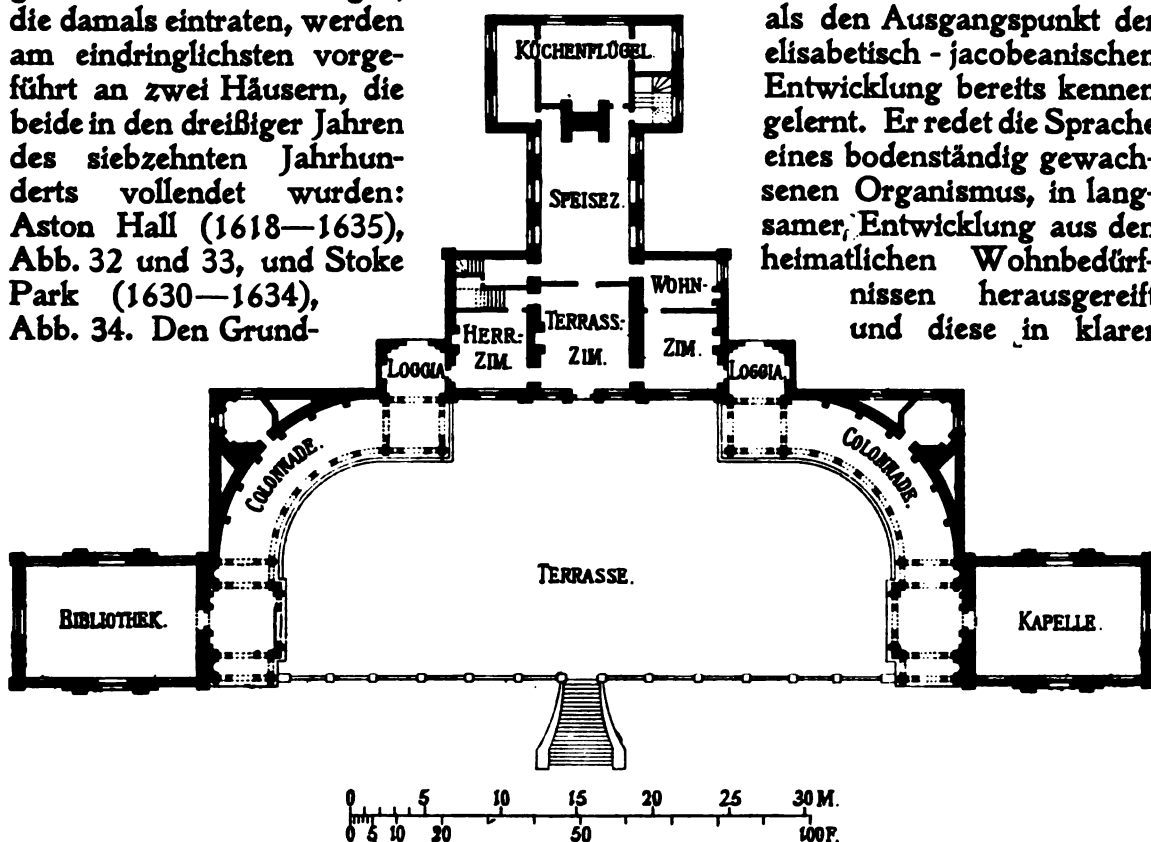 die damals eintraten, werden
am eindringlichsten vorge-
führt an zwei Häusern, die
beide in den dreißiger Jahren
des siebzehnten Jahrhun-
derts vollendet wurden:
Aston Hall (1618—1635),
Abb. 32 und 33, und Stoke
Park (1630—1634),
Abb. 34. Den Grund-
als den Ausgangspunkt der
elisabetisch - jacobeanischen
Entwicklung bereits kennen
gelernt. Er redet die Sprache
eines bodenständig gewach-
senen Organismus, in lang-
samer Entwicklung aus den
heimatlichen Wohnbedürf-
nissen herausgereift
und diese in klarer
KÜCHENFLÜGEL.
SPEISEZ.
WOHN-
ZIM.
HERR-
ZIM.
TERRASS-
ZIM.
LOGGIA
LOGGIA.
COLONNADE.
COLONNADE.
TERRASSE.
BIBLIOTHEK.
KAPELLE.
0 5 10 15 20 25 30 M.
0 5 10 20 50 100 F.